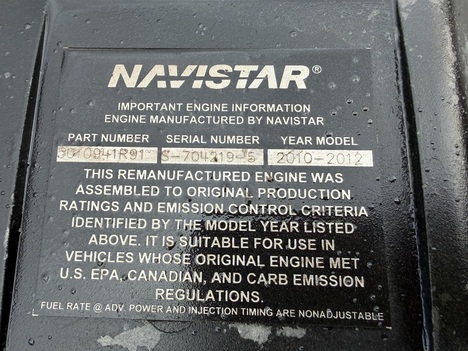 NAVISTAR®
IMPORTANT ENGINE INFORMATION
ENGINE MANUFACTURED BY NAVISTAR
PART NUMBER SERIAL NUMBER YEAR MODEL
2010-2012
THIS REMANUFACTURED ENGINE WAS
ASSEMBLED TO ORIGINAL PRODUCTION
RATINGS AND EMISSION CONTROL CRITERIA
IDENTIFIED BY THE MODEL YEAR LISTED
ABOVE. IT IS SUITABLE FOR USE IN
VEHICLES WHOSE ORIGINAL ENGINE MET
U.S. EPA, CANADIAN, AND CARB EMISSION
REGULATIONS.
FUEL RATE @ ADV. POWER AND INJECTION TIMING ARE NONADJUSTABLE